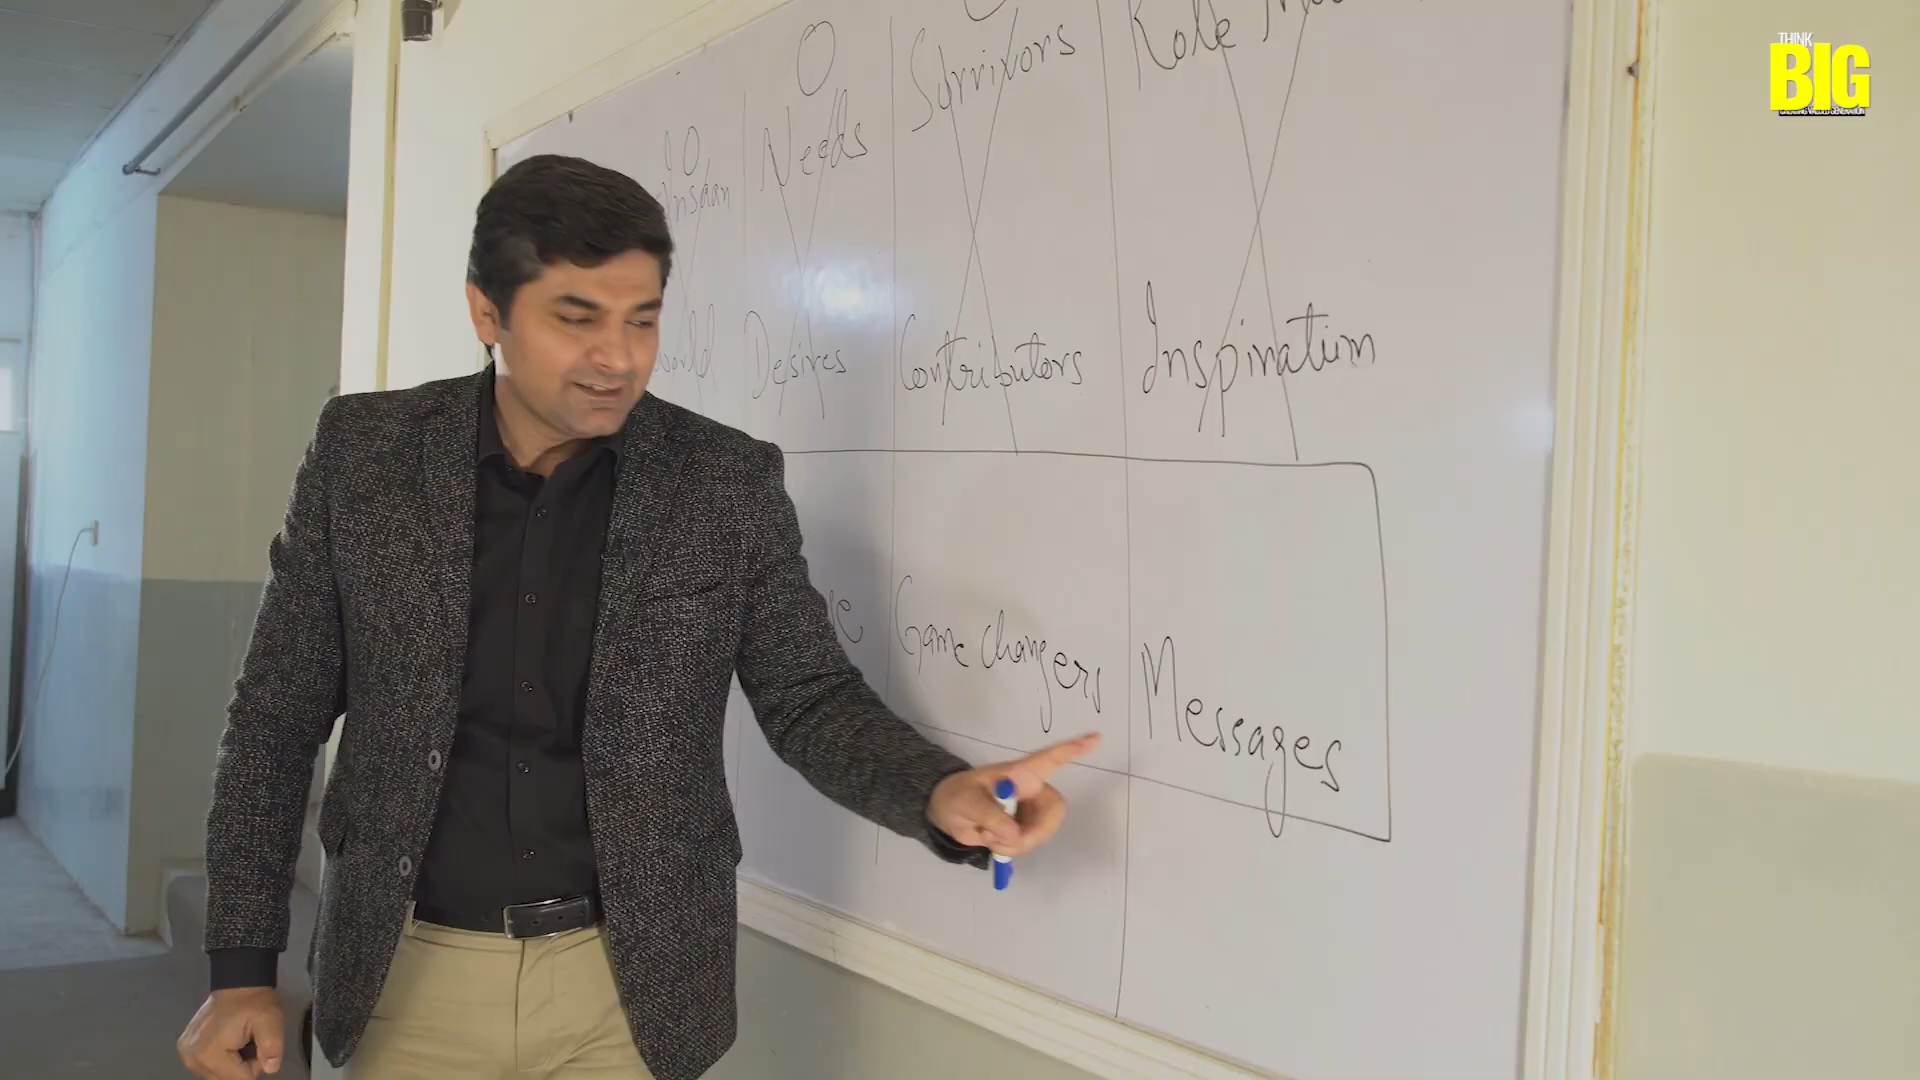 THINK
BIG
Insaan
Needs
Survivors
Role
World
Desires
Contributors
Inspiration
Game changers
Messages